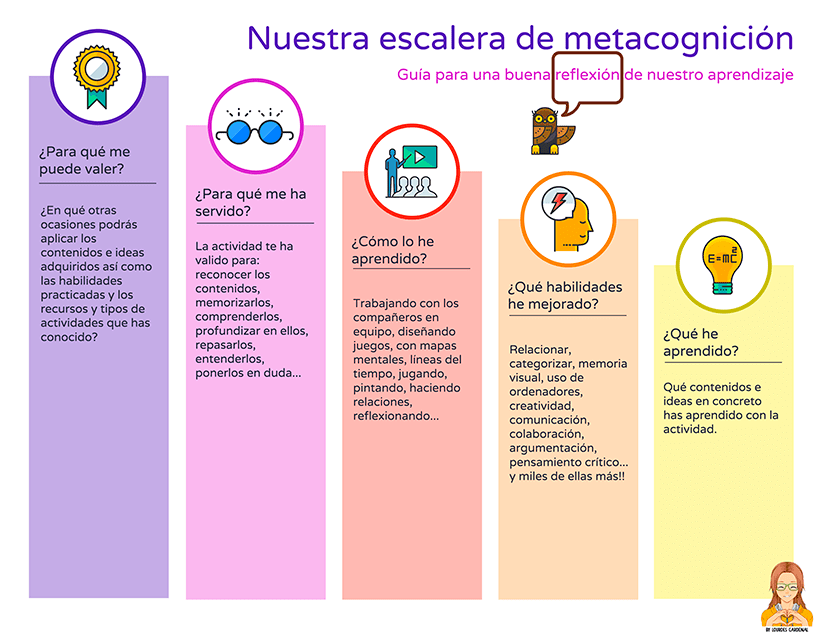 Nuestra escalera de metacognición
Guía para una buena reflexión de nuestro aprendizaje
¿Para qué me
puede valer?
¿En qué otras
ocasiones podrás
aplicar los
contenidos e ideas
adquiridos así como
las habilidades
practicadas y los
recursos y tipos de
actividades que has
conocido?
¿Para qué me ha
servido?
La actividad te ha
valido para:
reconocer los
contenidos,
memorizarlos,
comprenderlos,
profundizar en ellos,
repasarlos,
entenderlos,
ponerlos en duda...
¿Cómo lo he
aprendido?
Trabajando con los
compañeros en
equipo, diseñando
juegos, con mapas
mentales, líneas del
tiempo, jugando,
pintando, haciendo
relaciones,
reflexionando...
¿Qué habilidades
he mejorado?
Relacionar,
categorizar, memoria
visual, uso de
ordenadores,
creatividad,
comunicación,
colaboración,
argumentación,
pensamiento crítico...
y miles de ellas más!!
E=mc²
¿Qué he
aprendido?
Qué contenidos e
ideas en concreto
has aprendido con la
actividad.
BY LOURDES CARDENAL